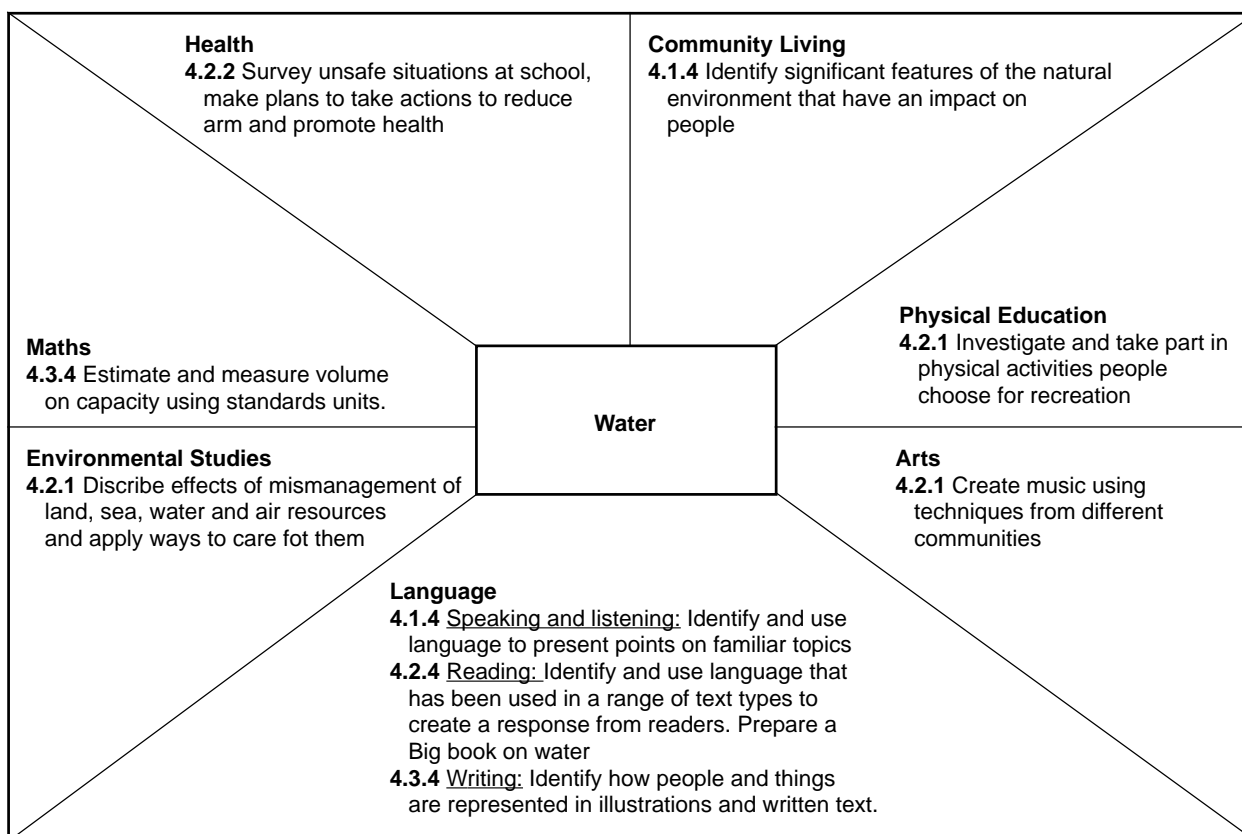 Health
4.2.2 Survey unsafe situations at school,
make plans to take actions to reduce
arm and promote health
Community Living
4.1.4 Identify significant features of the natural
environment that have an impact on
people
Maths
4.3.4 Estimate and measure volume
on capacity using standards units.
Water
Physical Education
4.2.1 Investigate and take part in
physical activities people
choose for recreation
Environmental Studies
4.2.1 Discribe effects of mismanagement of
land, sea, water and air resources
and apply ways to care fot them
Arts
4.2.1 Create music using
techniques from different
communities
Language
4.1.4 Speaking and listening: Identify and use
language to present points on familiar topics
4.2.4 Reading: Identify and use language that
has been used in a range of text types to
create a response from readers. Prepare a
Big book on water
4.3.4 Writing: Identify how people and things
are represented in illustrations and written text.